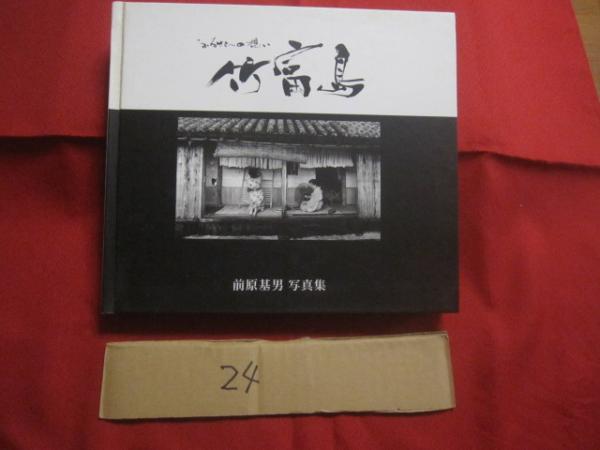 "ふるさとへの想い
竹富島
前原基男 写真集
24